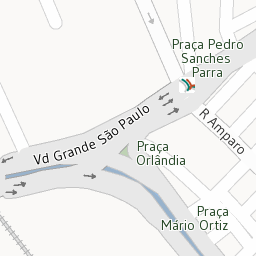 Praça Pedro
Sanches
Parra
R Amparo
Vd Grande São Paulo
Praça
Orlândia
Praça
Mário Ortiz